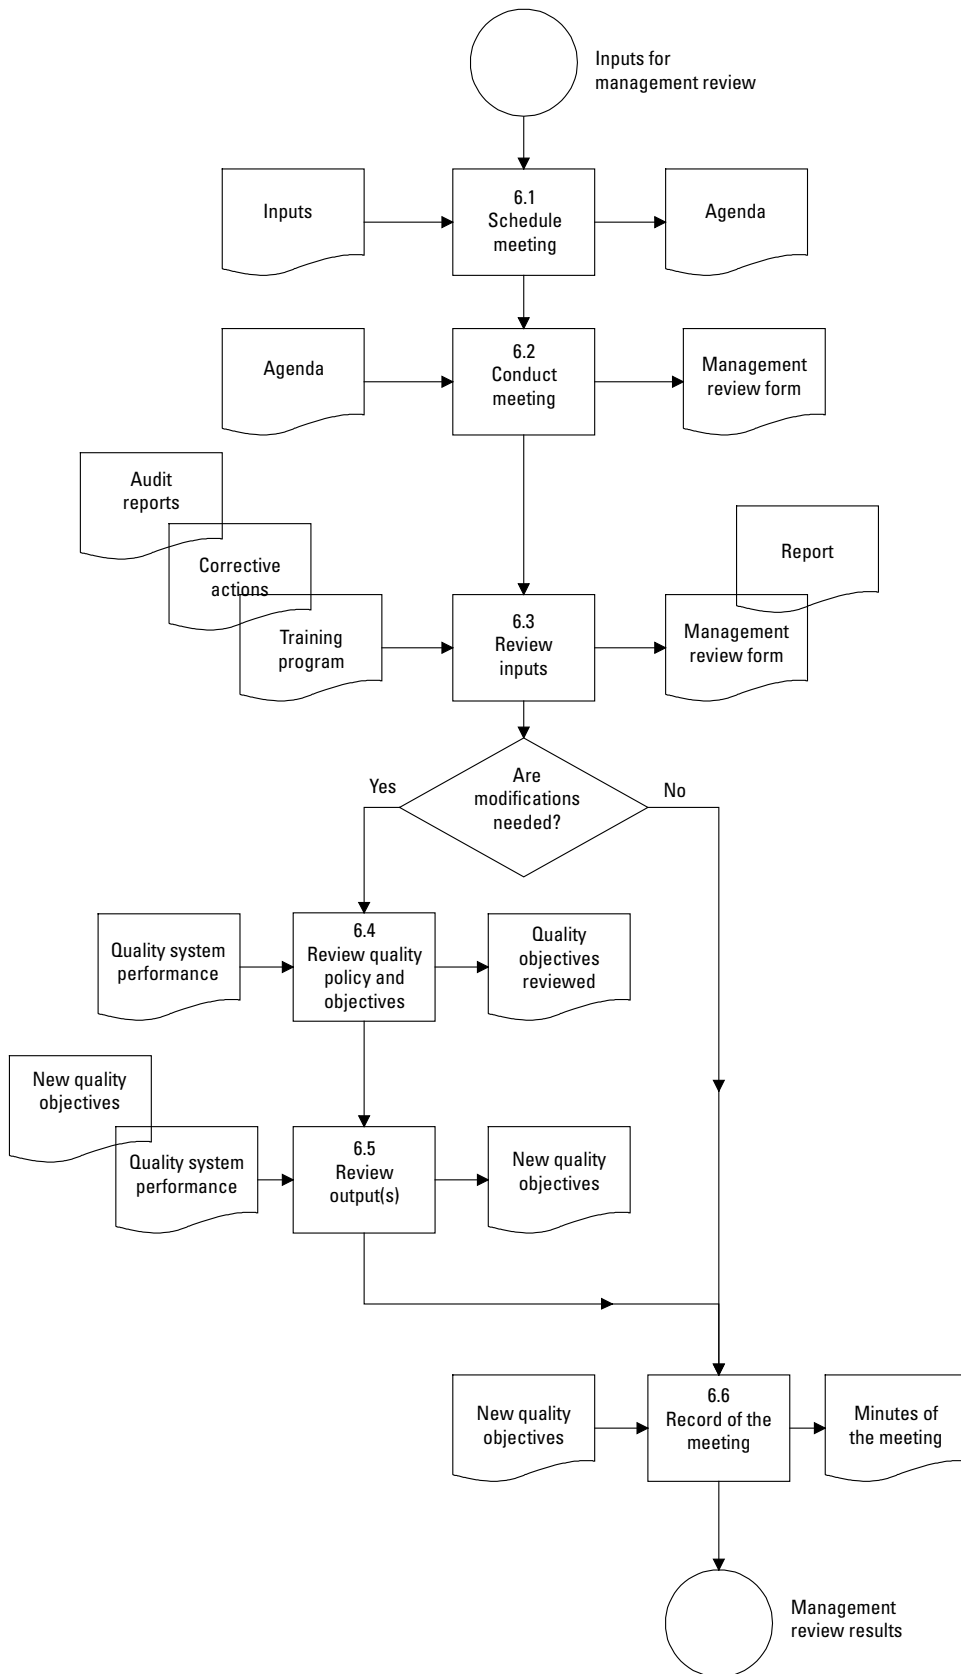 Inputs for
management review
Inputs
6.1
Schedule
meeting
Agenda
Agenda
6.2
Conduct
meeting
Management
review form
Audit
reports
Corrective
actions
Training
program
6.3
Review
inputs
Report
Management
review form
Yes
Are
modifications
needed?
No
Quality system
performance
6.4
Review quality
policy and
objectives
Quality
objectives
reviewed
New quality
objectives
Quality system
performance
6.5
Review
output(s)
New quality
objectives
New quality
objectives
6.6
Record of the
meeting
Minutes of
the meeting
Management
review results